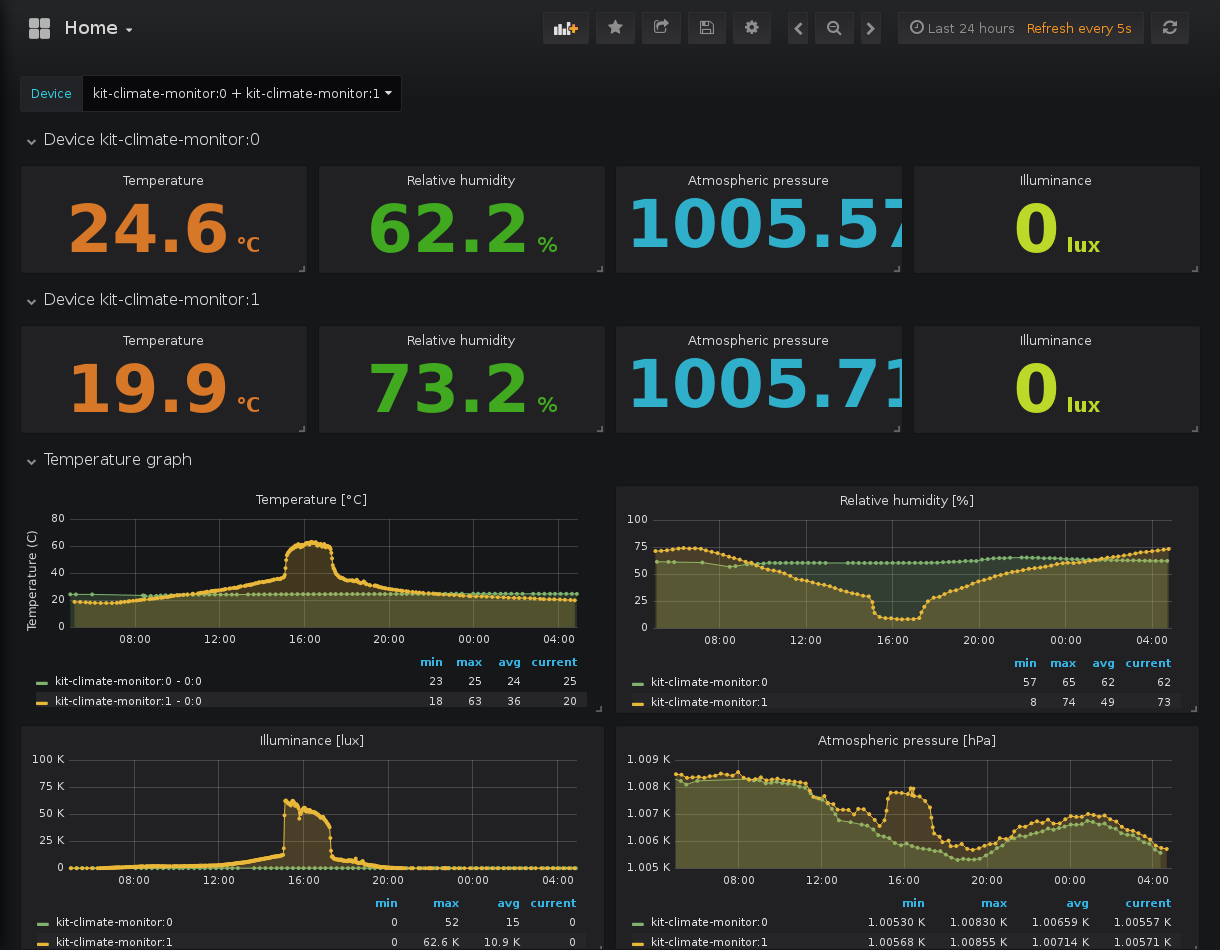 Home
Last 24 hours Refresh every 5s
Device kit-climate-monitor:0 + kit-climate-monitor:1
Device kit-climate-monitor:0
Temperature Relative humidity Atmospheric pressure Illuminance
24.6 °C 62.2 % 1005.57 0 lux
Device kit-climate-monitor:1
Temperature Relative humidity Atmospheric pressure Illuminance
19.9 °C 73.2 % 1005.71 0 lux
Temperature graph
Temperature [°C]
Temperature (C)
80
60
40
20
0
08:00 12:00 16:00 20:00 00:00 04:00
min max avg current
kit-climate-monitor:0 - 0:0 23 25 24 25
kit-climate-monitor:1 - 0:0 18 63 36 20
Relative humidity [%]
100
75
50
25
0
08:00 12:00 16:00 20:00 00:00 04:00
min max avg current
kit-climate-monitor:0 57 65 62 62
kit-climate-monitor:1 8 74 49 73
Illuminance [lux]
100 K
75 K
50 K
25 K
0
08:00 12:00 16:00 20:00 00:00 04:00
min max avg current
kit-climate-monitor:0 0 52 15 0
kit-climate-monitor:1 0 62.6 K 10.9 K 0
Atmospheric pressure [hPa]
1.009 K
1.008 K
1.007 K
1.006 K
1.005 K
08:00 12:00 16:00 20:00 00:00 04:00
min max avg current
kit-climate-monitor:0 1.00530 K 1.00830 K 1.00659 K 1.00557 K
kit-climate-monitor:1 1.00568 K 1.00855 K 1.00714 K 1.00571 K